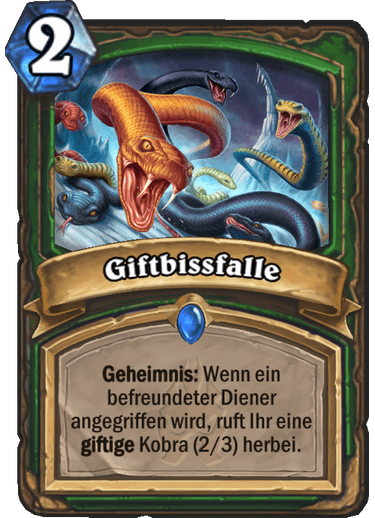 2
Giftbissfalle
Geheimnis: Wenn ein
befreundeter Diener
angegriffen wird, ruft Ihr eine
giftige Kobra (2/3) herbei.